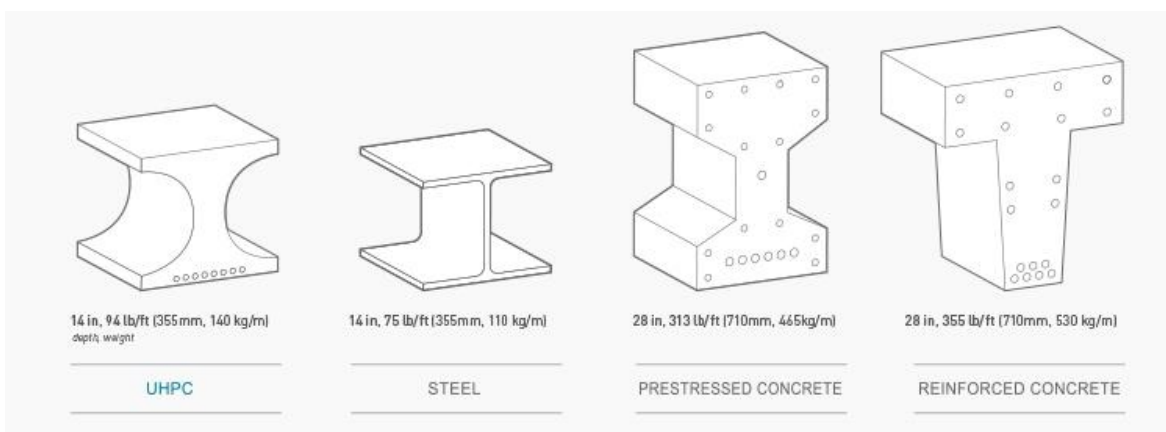 14 in, 94 lb/ft (355mm, 140 kg/m)
depth, weight
UHPC
14 in, 75 lb/ft (355mm, 110 kg/m)
STEEL
28 in, 313 lb/ft (710mm, 465kg/m)
PRESTRESSED CONCRETE
28 in, 355 lb/ft (710mm, 530 kg/m)
REINFORCED CONCRETE